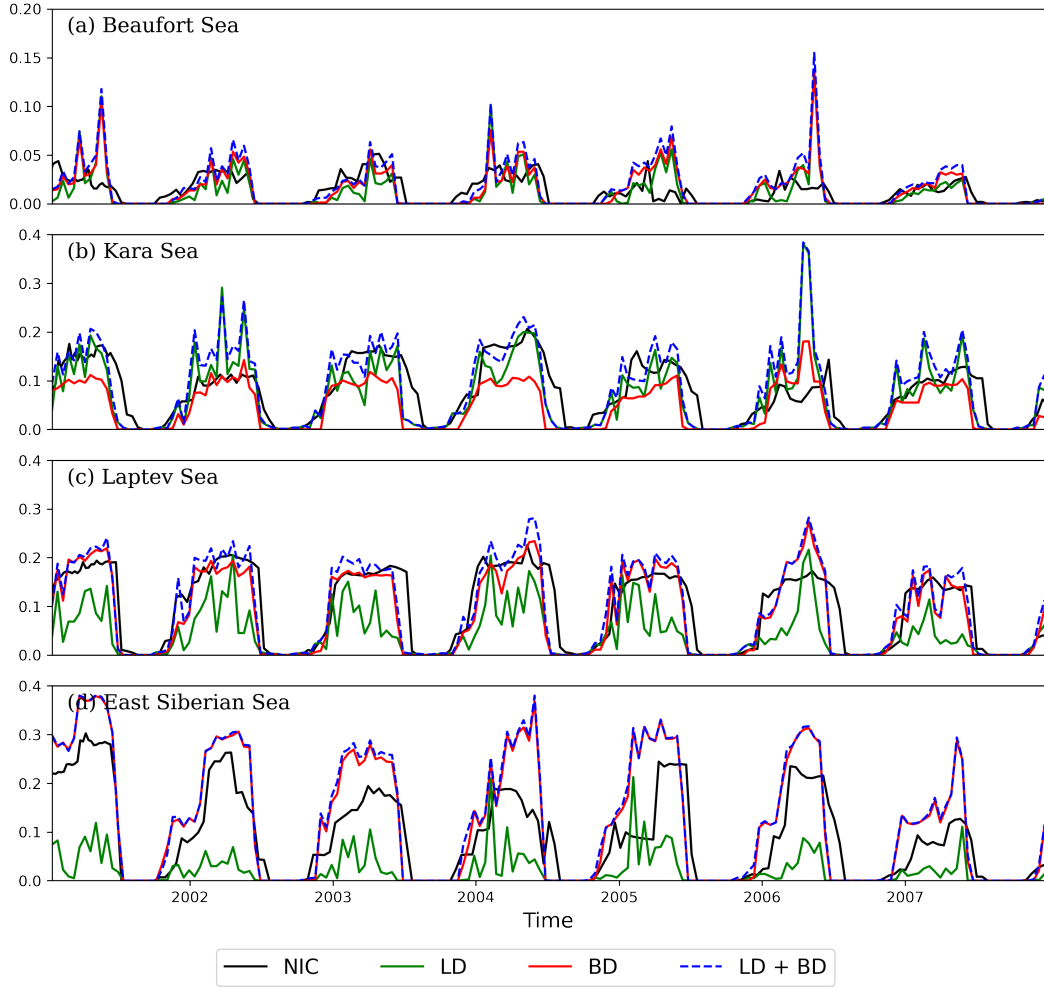 0.20
(a) Beaufort Sea
0.15
0.10
0.05
0.00
0.4
(b) Kara Sea
0.3
0.2
0.1
0.0
0.4
(c) Laptev Sea
0.3
0.2
0.1
0.0
0.4
(d) East Siberian Sea
0.3
0.2
0.1
0.0
2002 2003 2004 2005 2006 2007
Time
NIC LD BD LD + BD